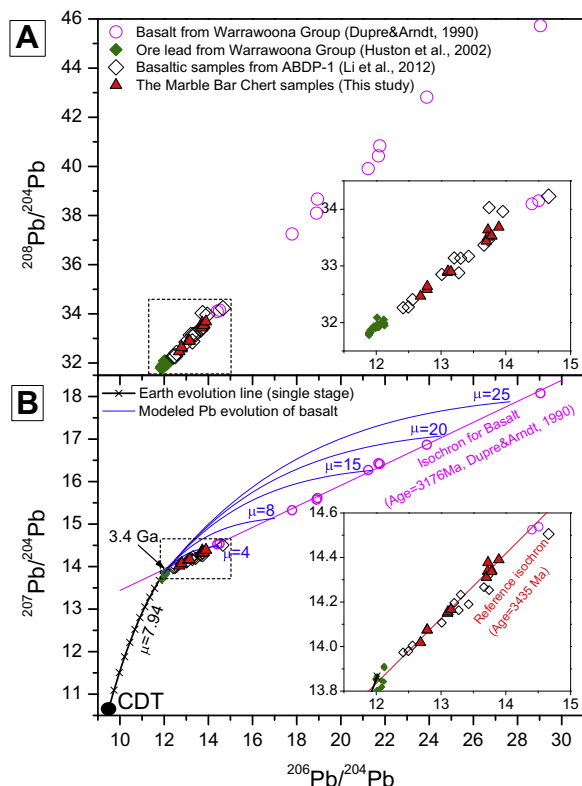 A
Basalt from Warrawoona Group (Dupre&Arndt, 1990)
Ore lead from Warrawoona Group (Huston et al., 2002)
Basaltic samples from ABDP-1 (Li et al., 2012)
The Marble Bar Chert samples (This study)
46
44
42
40
38
36
34
32
208Pb/204Pb
34
33
32
12 13 14 15
B
Earth evolution line (single stage)
Modeled Pb evolution of basalt
18
17
16
15
14
13
12
11
207Pb/204Pb
μ=25
μ=20
μ=15
μ=8
μ=4
Isochron for Basalt
(Age=3176Ma, Dupre&Arndt, 1990)
3.4 Ga
μ=7.94
CDT
14.6
14.4
14.2
14.0
13.8
Reference isochron
(Age=3435 Ma)
12 13 14 15
10 12 14 16 18 20 22 24 26 28 30
206Pb/204Pb